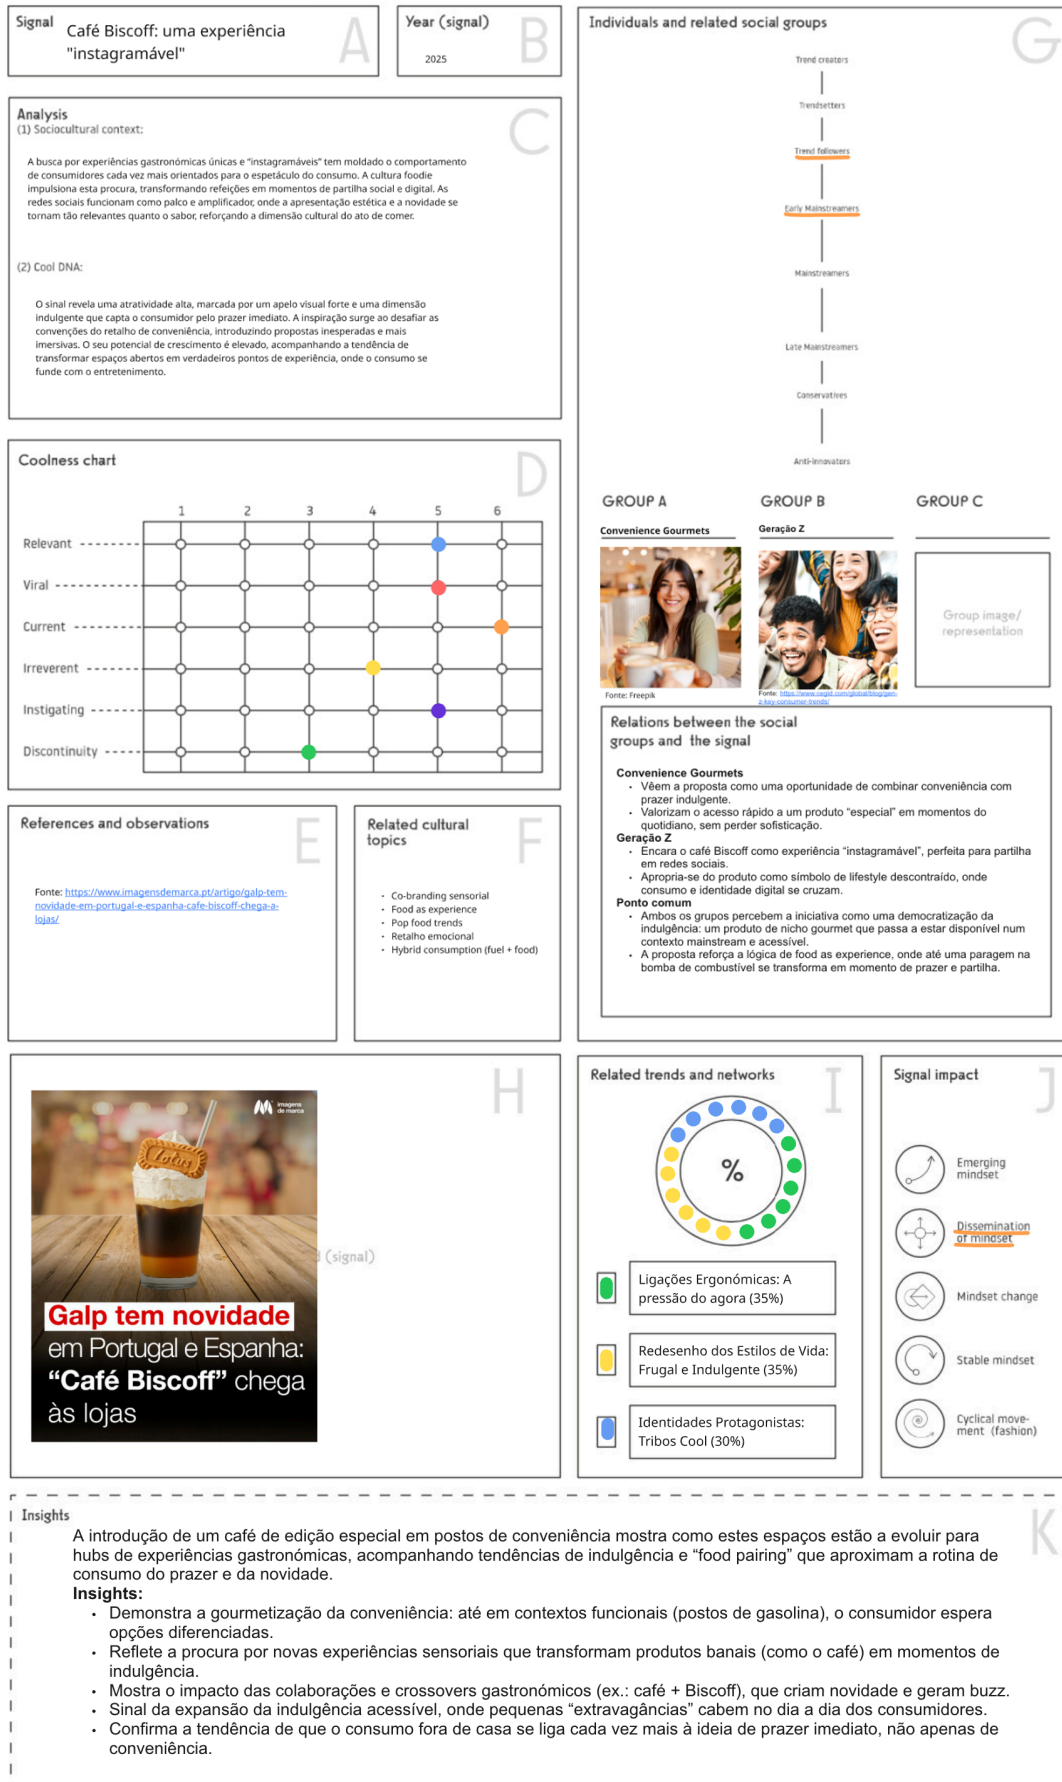 Signal
A
Café Biscoff: uma experiência
"instagramável"
Year (signal)
B
2025
Analysis
C
(1) Sociocultural context:
A busca por experiências gastronómicas únicas e “instagramáveis” tem moldado o comportamento
de consumidores cada vez mais orientados para o espetáculo do consumo. A cultura foodie
impulsiona esta procura, transformando refeições em momentos de partilha social e digital. As
redes sociais funcionam como palco e amplificador, onde a apresentação estética e a novidade se
tornam tão relevantes quanto o sabor, reforçando a dimensão cultural do ato de comer.
(2) Cool DNA:
O sinal revela uma atratividade alta, marcada por um apelo visual forte e uma dimensão
indulgente que capta o consumidor pelo prazer imediato. A inspiração surge ao desafiar as
convenções do retalho de conveniência, introduzindo propostas inesperadas e mais
imersivas. O seu potencial de crescimento é elevado, acompanhando a tendência de
transformar espaços abertos em verdadeiros pontos de experiência, onde o consumo se
funde com o entretenimento.
Coolness chart
D
1 2 3 4 5 6
Relevant
Viral
Current
Irreverent
Instigating
Discontinuity
References and observations
E
Fonte: https://www.imagensdemarca.pt/artigo/galp-tem-
novidade-em-portugal-e-espanha-cafe-biscoff-chega-a-
lojas/
Related cultural
topics
F
• Co-branding sensorial
• Food as experience
• Pop food trends
• Retalho emocional
• Hybrid consumption (fuel + food)
Individuals and related social groups
G
Trend creators
Trendsetters
Trend followers
Early Mainstreamers
Mainstreamers
Late Mainstreamers
Conservatives
Anti-innovators
GROUP A
GROUP B
GROUP C
Convenience Gourmets
Geração Z
Group image/
representation
Fonte: Freepik
Fonte: https://www.cegid.com/global/blog/gen-
z-key-consumer-trends/
Relations between the social
groups and the signal
Convenience Gourmets
• Vêem a proposta como uma oportunidade de combinar conveniência com
prazer indulgente.
• Valorizam o acesso rápido a um produto “especial” em momentos do
quotidiano, sem perder sofisticação.
Geração Z
• Encara o café Biscoff como experiência “instagramável”, perfeita para partilha
em redes sociais.
• Apropria-se do produto como símbolo de lifestyle descontraído, onde
consumo e identidade digital se cruzam.
Ponto comum
• Ambos os grupos percebem a iniciativa como uma democratização da
indulgência: um produto de nicho gourmet que passa a estar disponível num
contexto mainstream e acessível.
• A proposta reforça a lógica de food as experience, onde até uma paragem na
bomba de combustível se transforma em momento de prazer e partilha.
H
imagens
de marca
Lotus
(signal)
Galp tem novidade
em Portugal e Espanha:
“Café Biscoff” chega
às lojas
Related trends and networks
I
%
Ligações Ergonómicas: A
pressão do agora (35%)
Redesenho dos Estilos de Vida:
Frugal e Indulgente (35%)
Identidades Protagonistas:
Tribos Cool (30%)
Signal impact
J
Emerging
mindset
Dissemination
of mindset
Mindset change
Stable mindset
Cyclical move-
ment (fashion)
Insights
K
A introdução de um café de edição especial em postos de conveniência mostra como estes espaços estão a evoluir para
hubs de experiências gastronómicas, acompanhando tendências de indulgência e “food pairing” que aproximam a rotina de
consumo do prazer e da novidade.
Insights:
• Demonstra a gourmetização da conveniência: até em contextos funcionais (postos de gasolina), o consumidor espera
opções diferenciadas.
• Reflete a procura por novas experiências sensoriais que transformam produtos banais (como o café) em momentos de
indulgência.
• Mostra o impacto das colaborações e crossovers gastronómicos (ex.: café + Biscoff), que criam novidade e geram buzz.
• Sinal da expansão da indulgência acessível, onde pequenas “extravagâncias” cabem no dia a dia dos consumidores.
• Confirma a tendência de que o consumo fora de casa se liga cada vez mais à ideia de prazer imediato, não apenas de
conveniência.